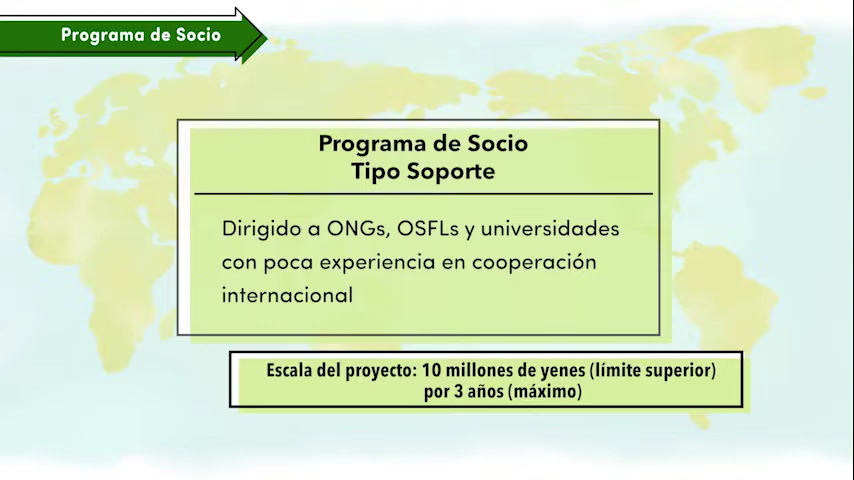 Programa de Socio
Programa de Socio
Tipo Soporte
Dirigido a ONGs, OSFLs y universidades
con poca experiencia en cooperación
internacional
Escala del proyecto: 10 millones de yenes (límite superior)
por 3 años (máximo)